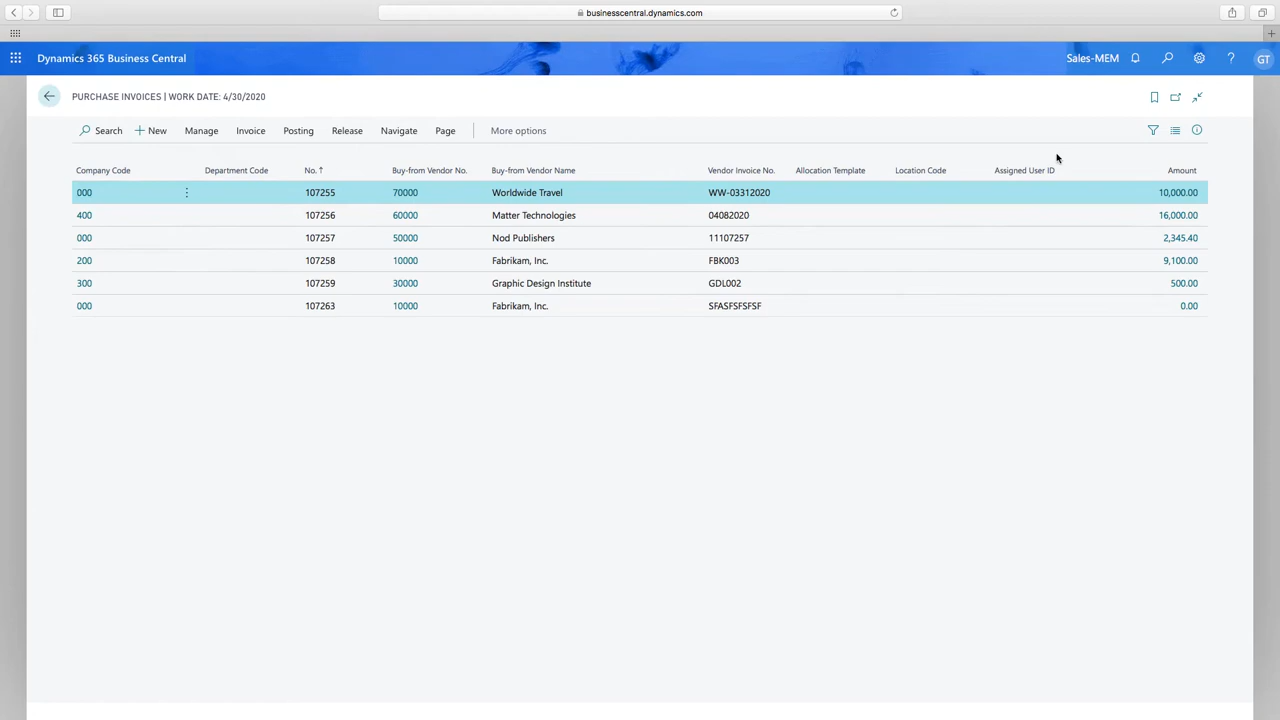 businesscentral.dynamics.com
Dynamics 365 Business Central
Sales-MEM
?
GT
PURCHASE INVOICES | WORK DATE: 4/30/2020
Search
New
Manage
Invoice
Posting
Release
Navigate
Page
More options
Company Code Department Code No. ↑ Buy-from Vendor No. Buy-from Vendor Name Vendor Invoice No. Allocation Template Location Code Assigned User ID Amount
000 107255 70000 Worldwide Travel WW-03312020 10,000.00
400 107256 60000 Matter Technologies 04082020 16,000.00
000 107257 50000 Nod Publishers 11107257 2,345.40
200 107258 10000 Fabrikam, Inc. FBK003 9,100.00
300 107259 30000 Graphic Design Institute GDL002 500.00
000 107263 10000 Fabrikam, Inc. SFASFSFSFSF 0.00